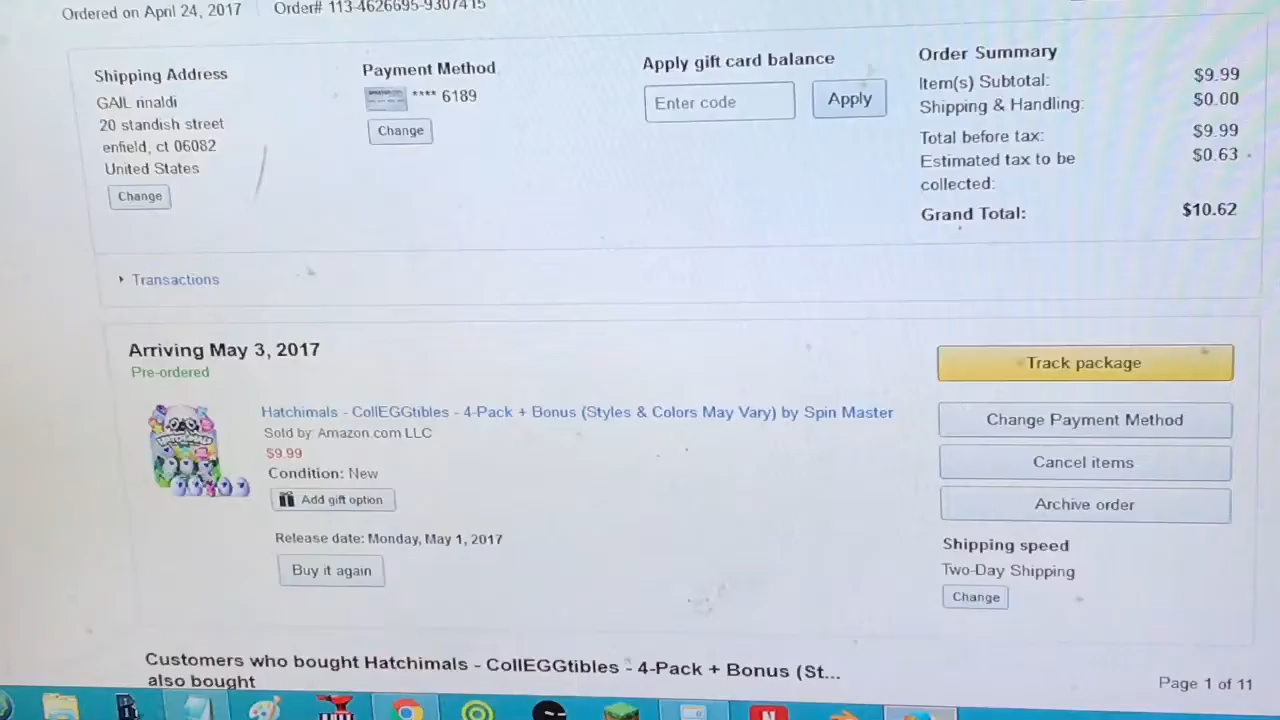 Ordered on April 24, 2017
Order# 113-4626695-9307415
Shipping Address
GAIL rinaldi
20 standish street
enfield, ct 06082
United States
Change
Payment Method
**** 6189
Change
Apply gift card balance
Enter code
Apply
Order Summary
Item(s) Subtotal: $9.99
Shipping & Handling: $0.00
Total before tax: $9.99
Estimated tax to be collected: $0.63
Grand Total: $10.62
Transactions
Arriving May 3, 2017
Pre-ordered
Hatchimals - CollEGGtibles - 4-Pack + Bonus (Styles & Colors May Vary) by Spin Master
Sold by: Amazon.com LLC
$9.99
Condition: New
Add gift option
Release date: Monday, May 1, 2017
Buy it again
Track package
Change Payment Method
Cancel items
Archive order
Shipping speed
Two-Day Shipping
Change
Customers who bought Hatchimals - CollEGGtibles - 4-Pack + Bonus (St...
also bought
Page 1 of 11